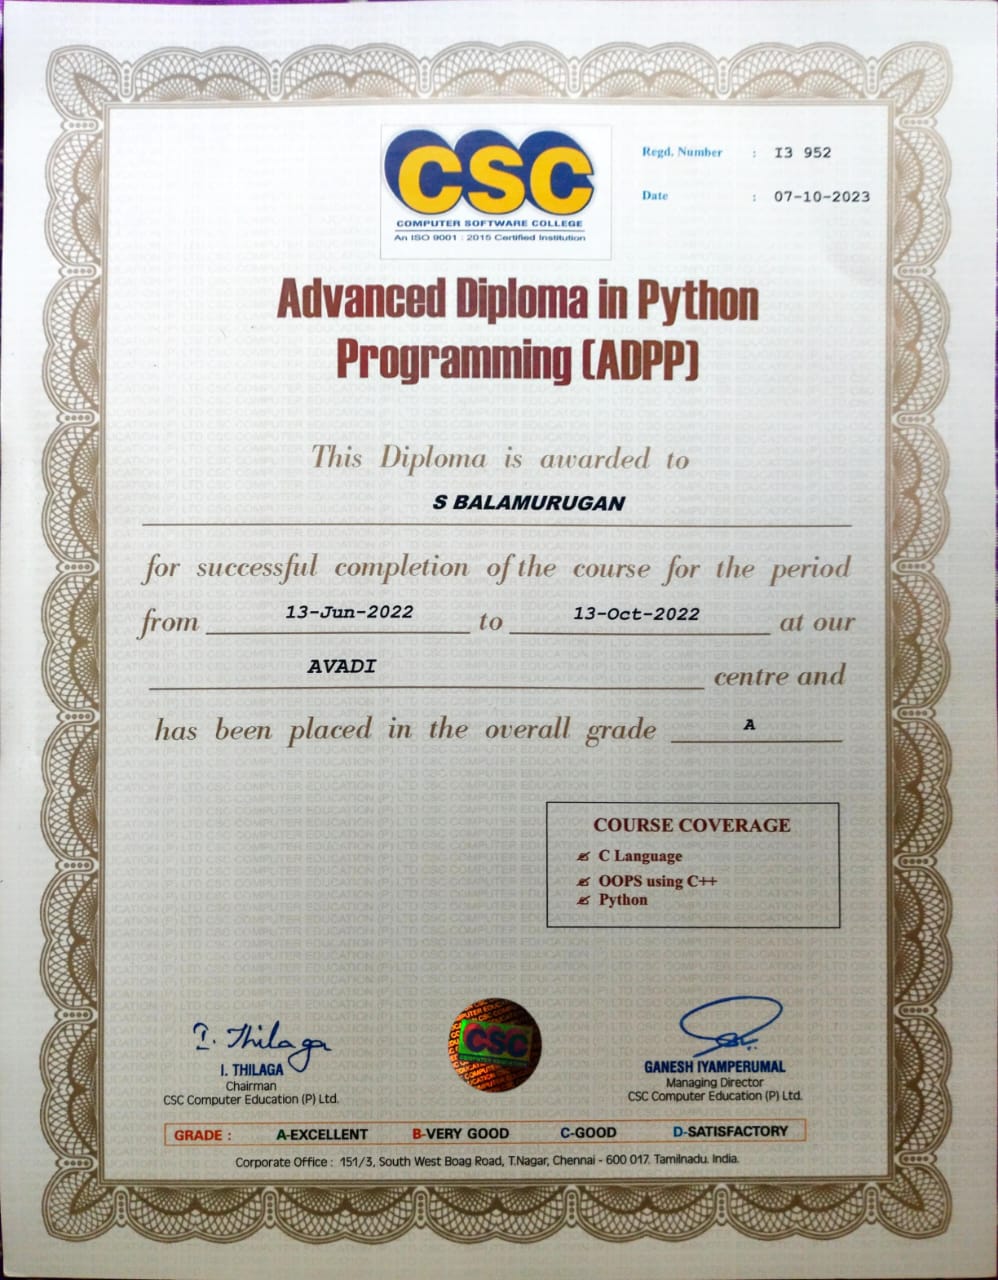 CSC
COMPUTER SOFTWARE COLLEGE
An ISO 9001 : 2015 Certified Institution
Regd. Number : I3 952
Date : 07-10-2023
Advanced Diploma in Python
Programming (ADPP)
This Diploma is awarded to
S BALAMURUGAN
for successful completion of the course for the period
from 13-Jun-2022 to 13-Oct-2022 at our
AVADI centre and
has been placed in the overall grade A
COURSE COVERAGE
C Language
OOPS using C++
Python
I. Thilaga
I. THILAGA
Chairman
CSC Computer Education (P) Ltd.
CSC
COMPUTER EDUCATION
GANESH IYAMPERUMAL
Managing Director
CSC Computer Education (P) Ltd.
GRADE : A-EXCELLENT B-VERY GOOD C-GOOD D-SATISFACTORY
Corporate Office : 151/3, South West Boag Road, T.Nagar, Chennai - 600 017. Tamilnadu. India.